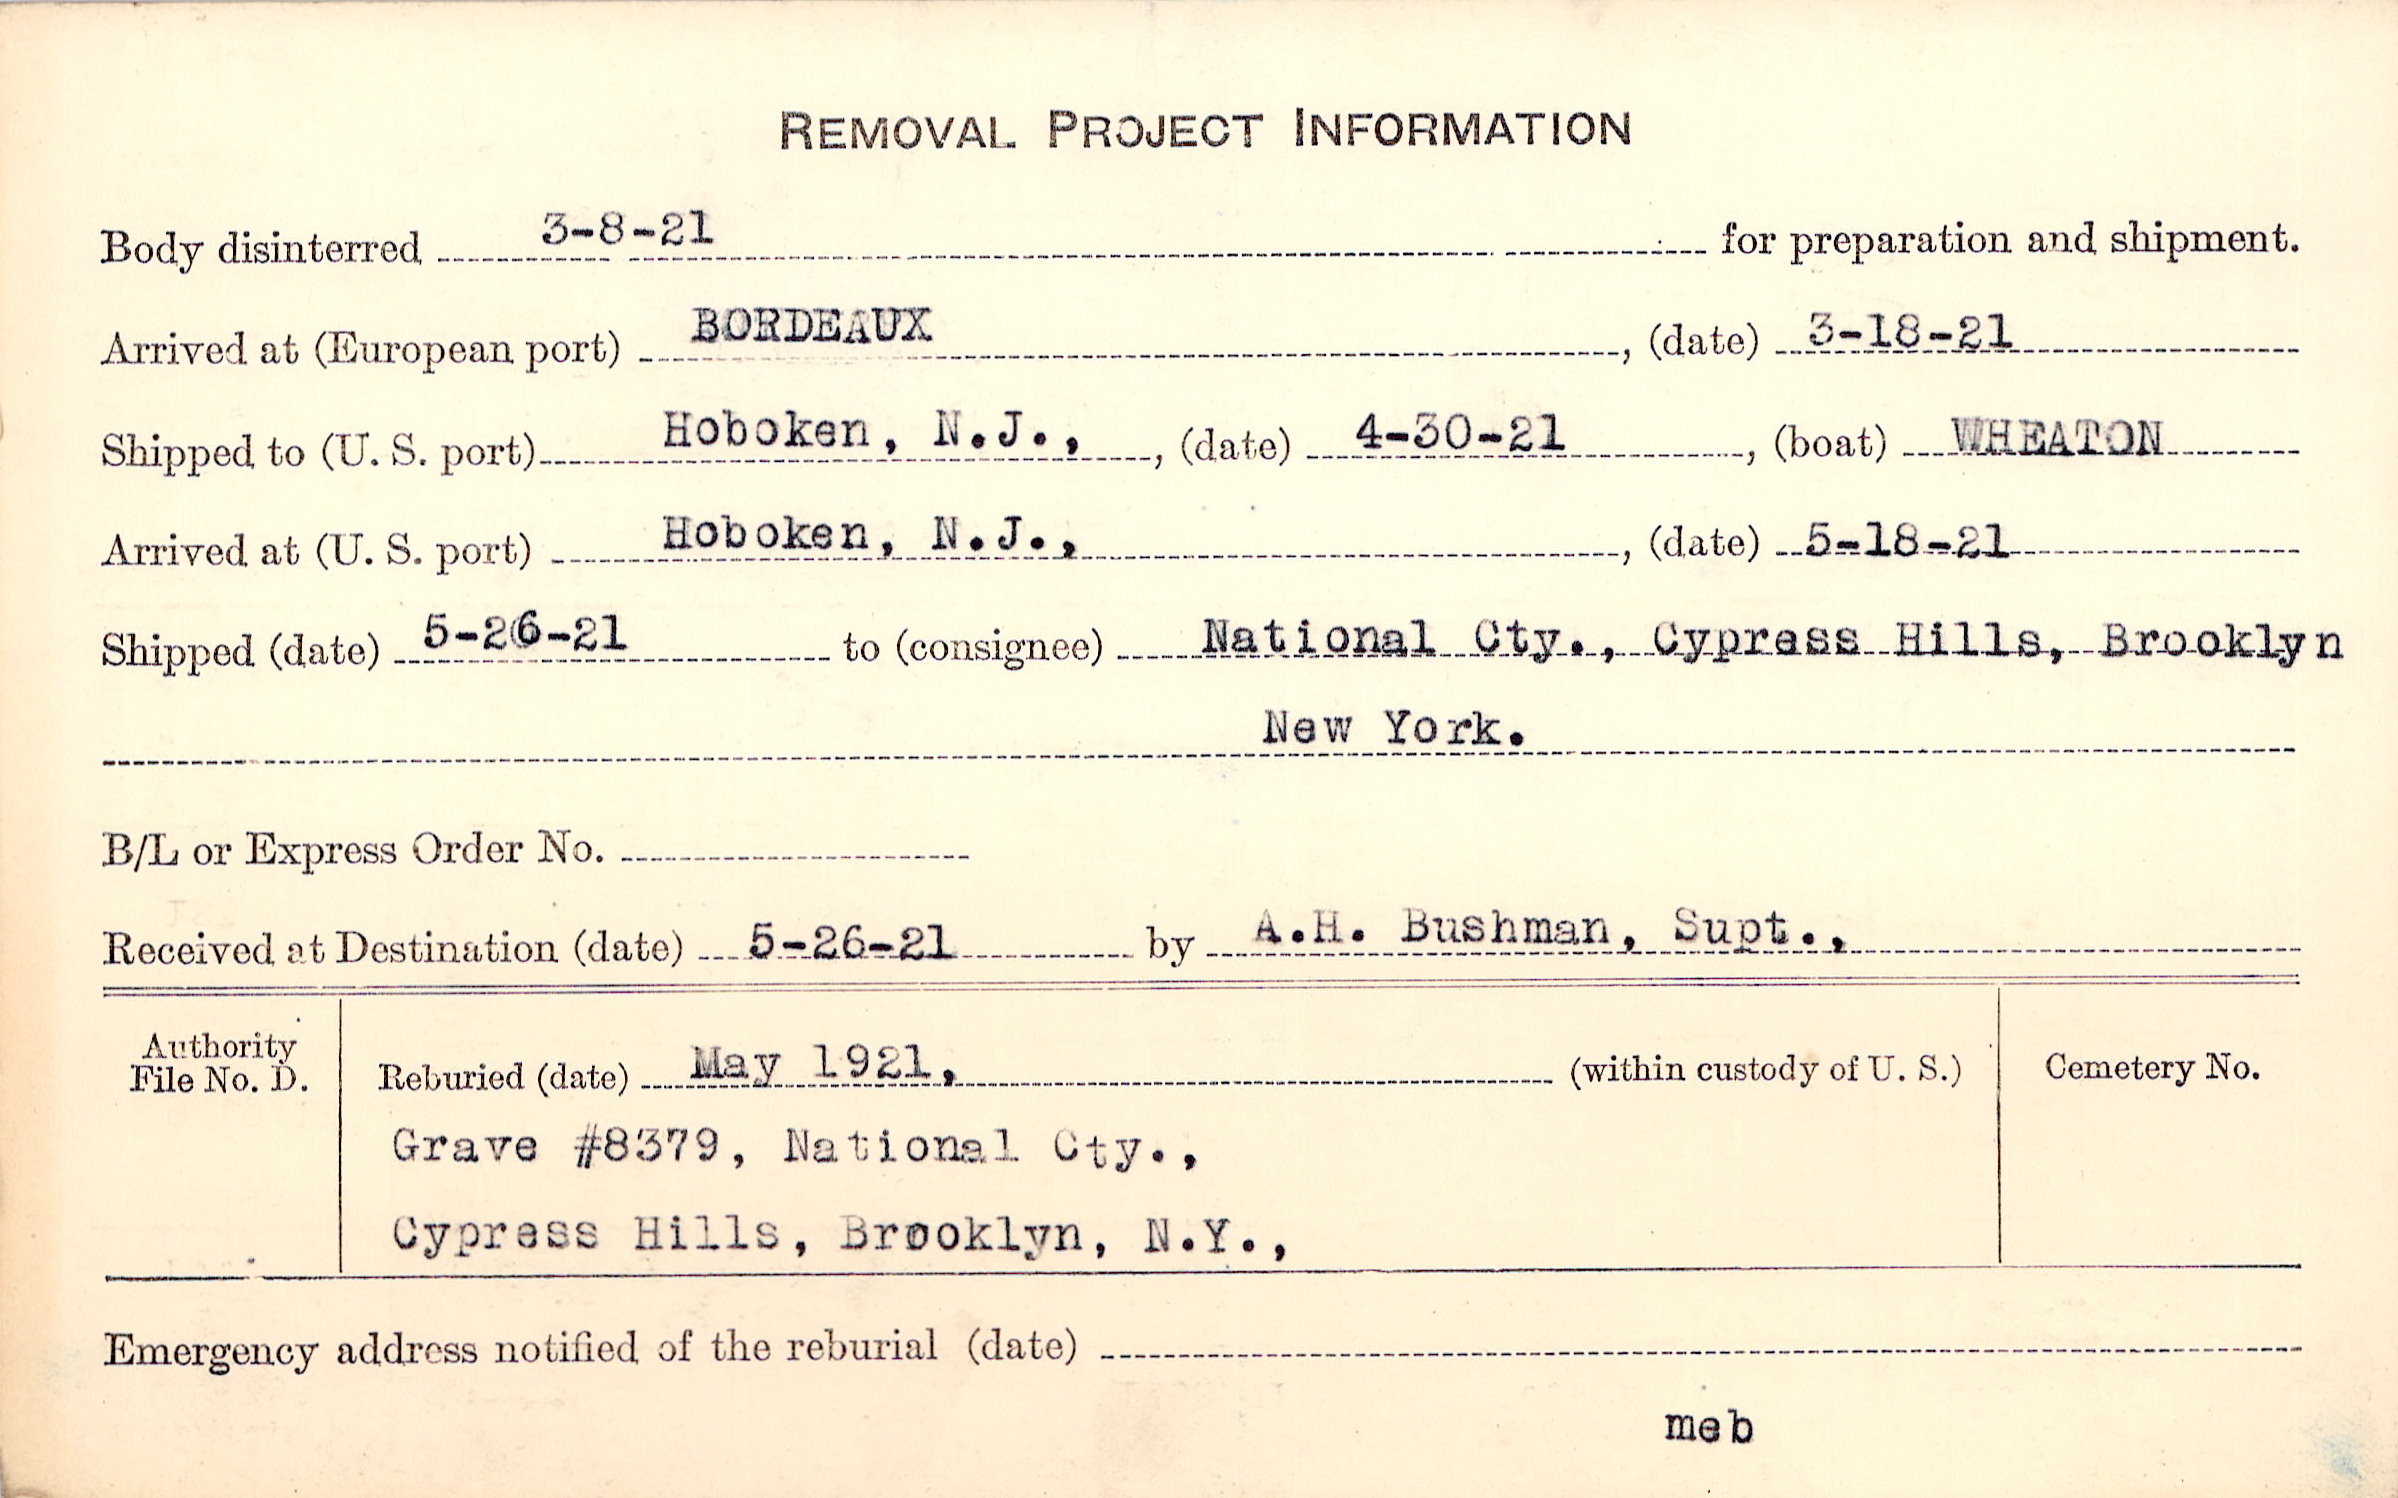 REMOVAL PROJECT INFORMATION
Body disinterred 3-8-21 for preparation and shipment.
Arrived at (European port) BORDEAUX, (date) 3-18-21
Shipped to (U. S. port) Hoboken, N.J., , (date) 4-30-21, (boat) WHEATON
Arrived at (U. S. port) Hoboken, N.J., , (date) 5-18-21
Shipped (date) 5-26-21 to (consignee) National Cty., Cypress Hills, Brooklyn
New York.
B/L or Express Order No.
Received at Destination (date) 5-26-21 by A.H. Bushman, Supt.,
Authority
File No. D. Reburied (date) May 1921, (within custody of U. S.) Cemetery No.
Grave #8379, National Cty.,
Cypress Hills, Brooklyn, N.Y.,
Emergency address notified of the reburial (date)
meb